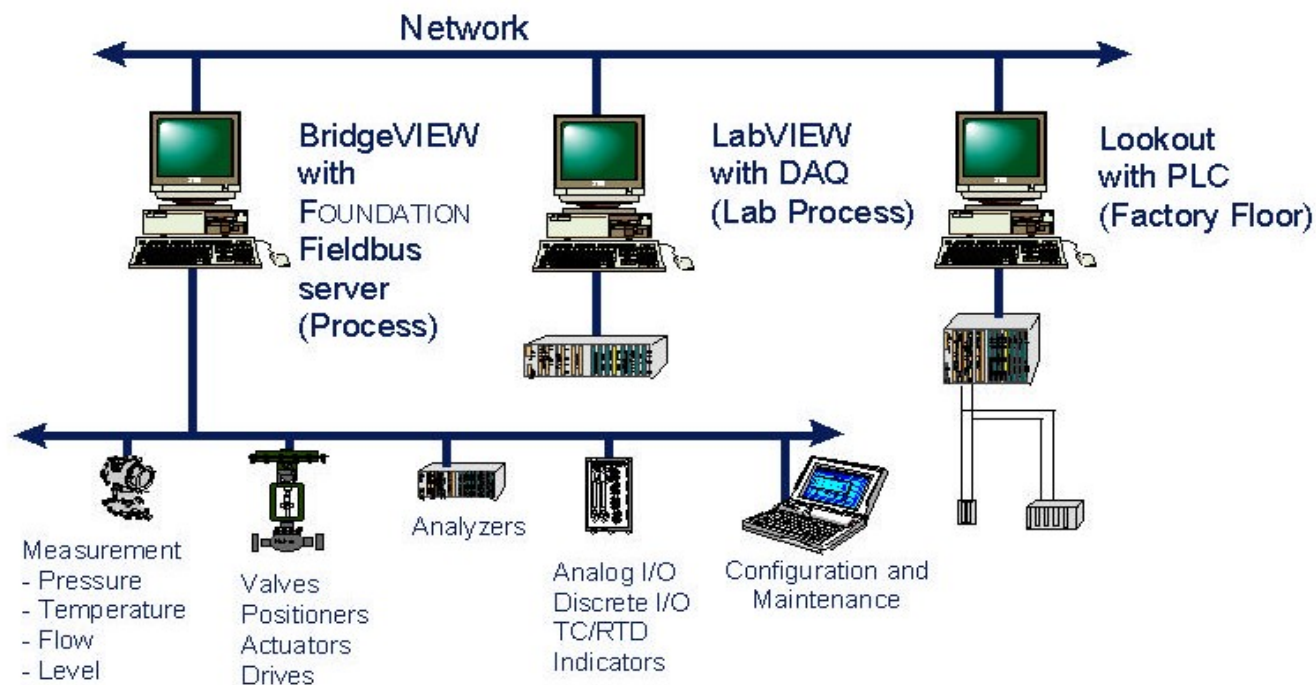 Network
BridgeVIEW
with
FOUNDATION
Fieldbus
server
(Process)
LabVIEW
with DAQ
(Lab Process)
Lookout
with PLC
(Factory Floor)
Measurement
- Pressure
- Temperature
- Flow
- Level
Valves
Positioners
Actuators
Drives
Analyzers
Analog I/O
Discrete I/O
TC/RTD
Indicators
Configuration and
Maintenance